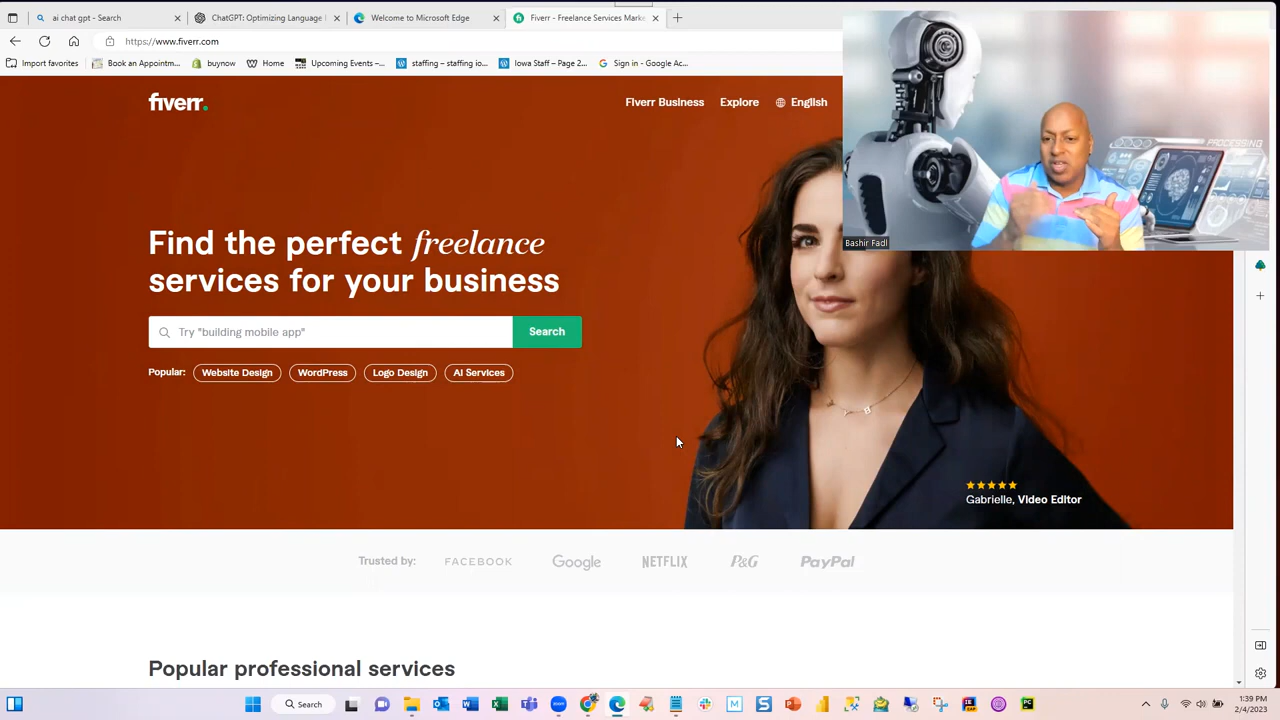 ai chat gpt - Search
ChatGPT: Optimizing Language
Welcome to Microsoft Edge
Fiverr - Freelance Services Marke
https://www.fiverr.com
Import favorites
Book an Appointm...
buynow
Home
Upcoming Events –...
staffing – staffing io...
Iowa Staff – Page 2...
Sign in - Google Ac...
fiverr.
Fiverr Business
Explore
English
PROCESSING
Bashir Fadl
Find the perfect freelance
services for your business
Try "building mobile app"
Search
Popular:
Website Design
WordPress
Logo Design
AI Services
Gabrielle, Video Editor
Trusted by:
FACEBOOK
Google
NETFLIX
P&G
PayPal
Popular professional services
Search
1:39 PM
2/4/2023